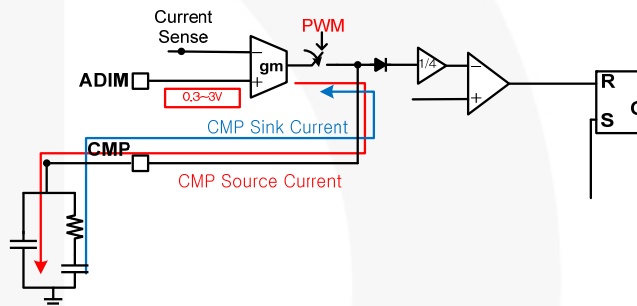 Current
Sense
PWM
−
gm
+
ADIM
0.3~3V
1/4
−
+
R
S
CMP Sink Current
CMP
CMP Source Current